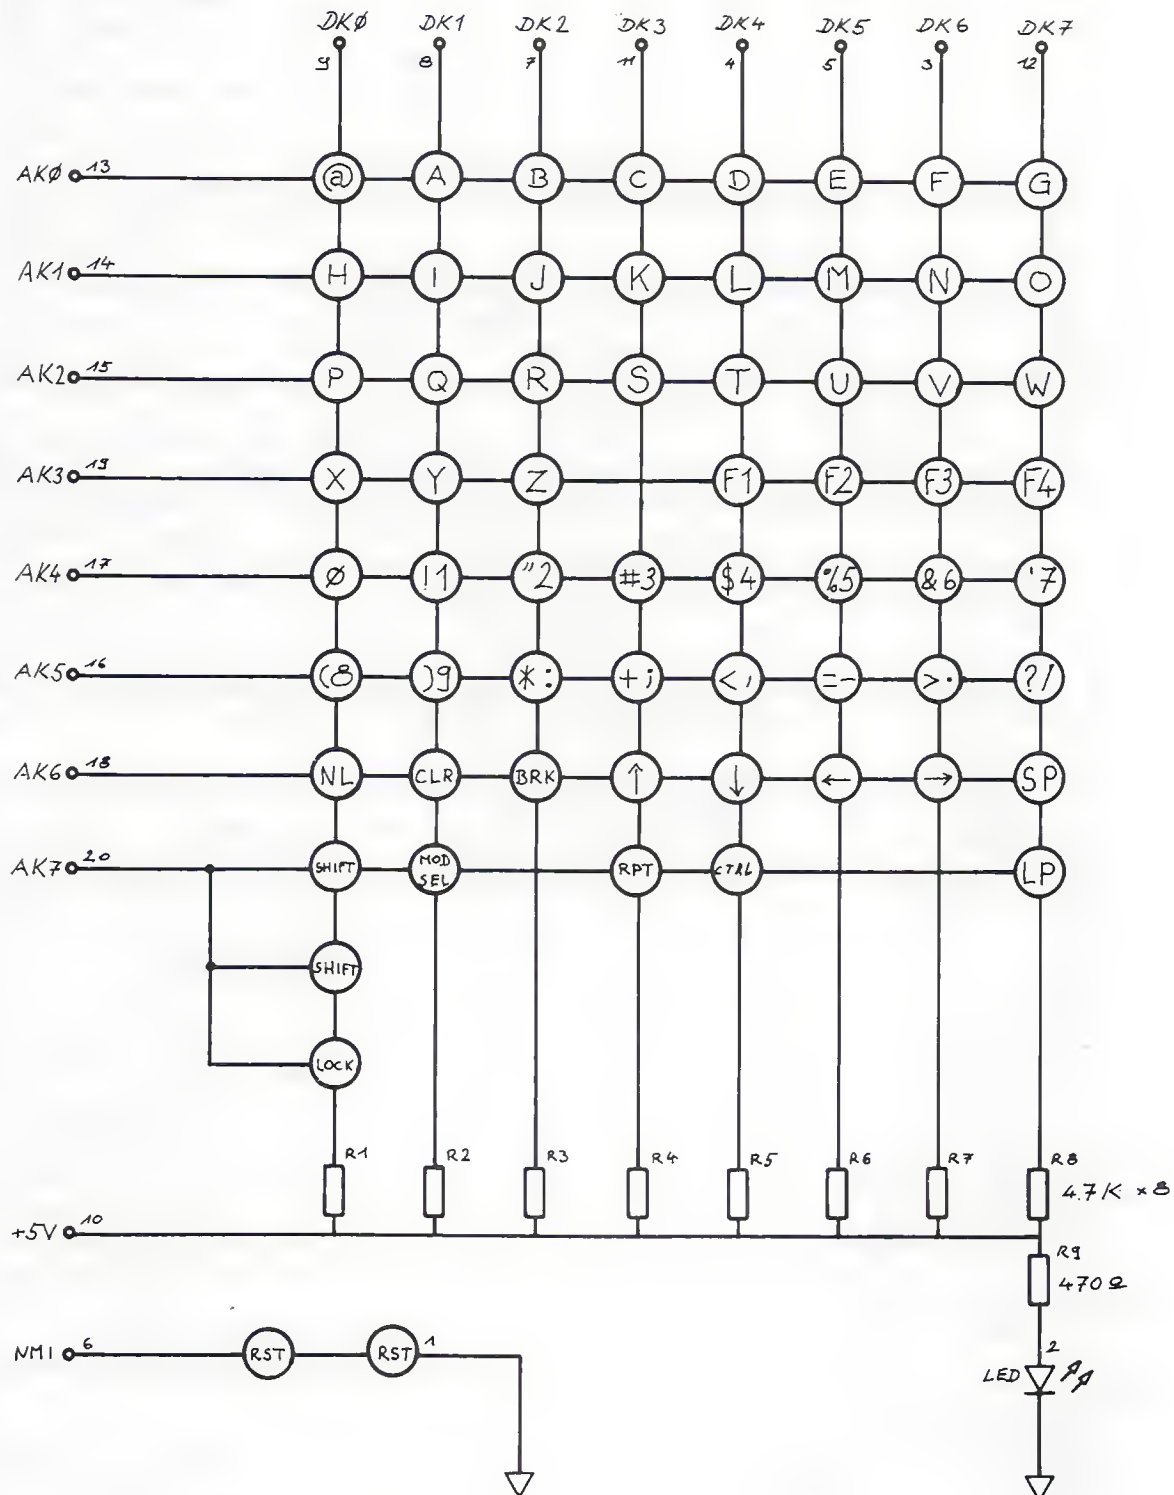 DKØ DK1 DK2 DK3 DK4 DK5 DK6 DK7
9 8 7 11 4 5 3 12
AKØ 13 @ A B C D E F G
AK1 14 H I J K L M N O
AK2 15 P Q R S T U V W
AK3 19 X Y Z F1 F2 F3 F4
AK4 17 Ø !1 "2 #3 $4 %5 &6 '7
AK5 16 (8 )9 *: +; <, =- >. ?/
AK6 18 NL CLR BRK ↑ ↓ ← → SP
AK7 20 SHIFT MOD SEL RPT CTRL LP
SHIFT
LOCK
R1 R2 R3 R4 R5 R6 R7 R8
4.7K ×8
+5V 10
R9
470Ω
NMI 6 RST RST 1
2
LED